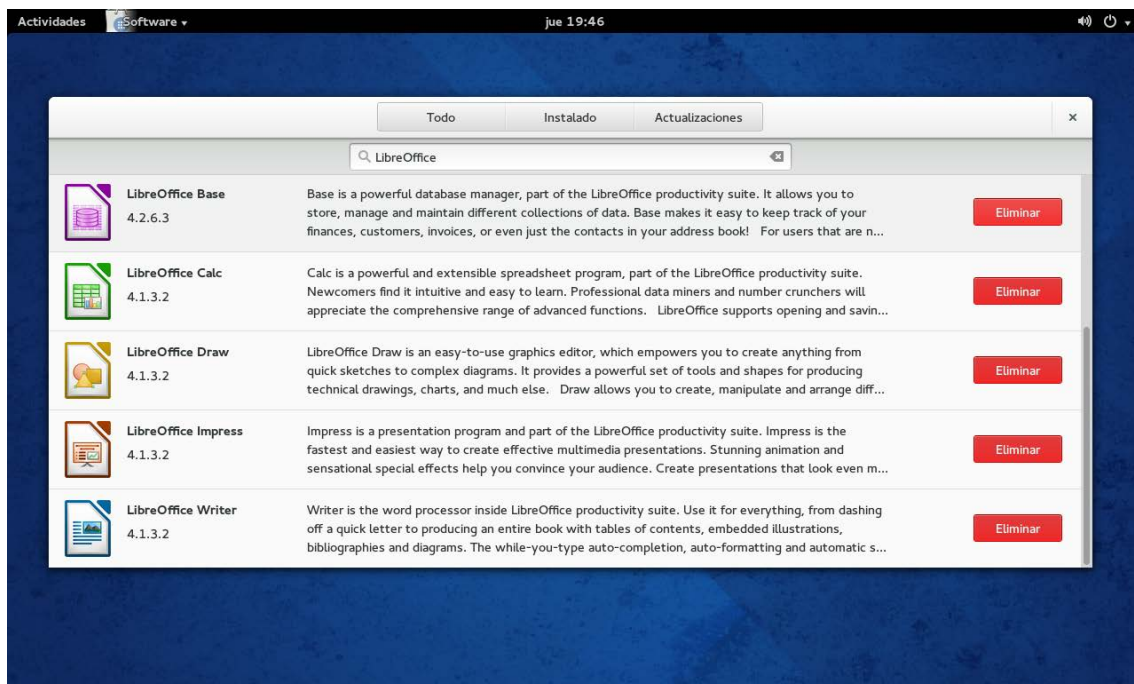 Actividades Software jue 19:46
Todo Instalado Actualizaciones
LibreOffice
LibreOffice Base
4.2.6.3
Base is a powerful database manager, part of the LibreOffice productivity suite. It allows you to
store, manage and maintain different collections of data. Base makes it easy to keep track of your
finances, customers, invoices, or even just the contacts in your address book! For users that are n...
Eliminar
LibreOffice Calc
4.1.3.2
Calc is a powerful and extensible spreadsheet program, part of the LibreOffice productivity suite.
Newcomers find it intuitive and easy to learn. Professional data miners and number crunchers will
appreciate the comprehensive range of advanced functions. LibreOffice supports opening and savin...
Eliminar
LibreOffice Draw
4.1.3.2
LibreOffice Draw is an easy-to-use graphics editor, which empowers you to create anything from
quick sketches to complex diagrams. It provides a powerful set of tools and shapes for producing
technical drawings, charts, and much else. Draw allows you to create, manipulate and arrange diff...
Eliminar
LibreOffice Impress
4.1.3.2
Impress is a presentation program and part of the LibreOffice productivity suite. Impress is the
fastest and easiest way to create effective multimedia presentations. Stunning animation and
sensational special effects help you convince your audience. Create presentations that look even m...
Eliminar
LibreOffice Writer
4.1.3.2
Writer is the word processor inside LibreOffice productivity suite. Use it for everything, from dashing
off a quick letter to producing an entire book with tables of contents, embedded illustrations,
bibliographies and diagrams. The while-you-type auto-completion, auto-formatting and automatic s...
Eliminar